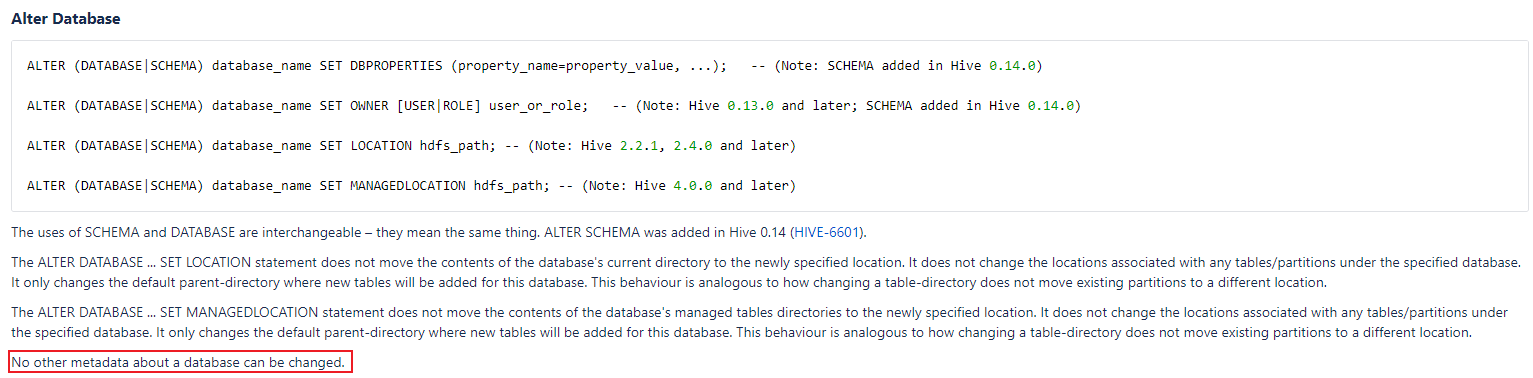 Alter Database
ALTER (DATABASE|SCHEMA) database_name SET DBPROPERTIES (property_name=property_value, ...);   -- (Note: SCHEMA added in Hive 0.14.0)
ALTER (DATABASE|SCHEMA) database_name SET OWNER [USER|ROLE] user_or_role;   -- (Note: Hive 0.13.0 and later; SCHEMA added in Hive 0.14.0)
ALTER (DATABASE|SCHEMA) database_name SET LOCATION hdfs_path; -- (Note: Hive 2.2.1, 2.4.0 and later)
ALTER (DATABASE|SCHEMA) database_name SET MANAGEDLOCATION hdfs_path; -- (Note: Hive 4.0.0 and later)
The uses of SCHEMA and DATABASE are interchangeable – they mean the same thing. ALTER SCHEMA was added in Hive 0.14 (HIVE-6601).
The ALTER DATABASE ... SET LOCATION statement does not move the contents of the database's current directory to the newly specified location. It does not change the locations associated with any tables/partitions under the specified database.
It only changes the default parent-directory where new tables will be added for this database. This behaviour is analogous to how changing a table-directory does not move existing partitions to a different location.
The ALTER DATABASE ... SET MANAGEDLOCATION statement does not move the contents of the database's managed tables directories to the newly specified location. It does not change the locations associated with any tables/partitions under
the specified database. It only changes the default parent-directory where new tables will be added for this database. This behaviour is analogous to how changing a table-directory does not move existing partitions to a different location.
No other metadata about a database can be changed.